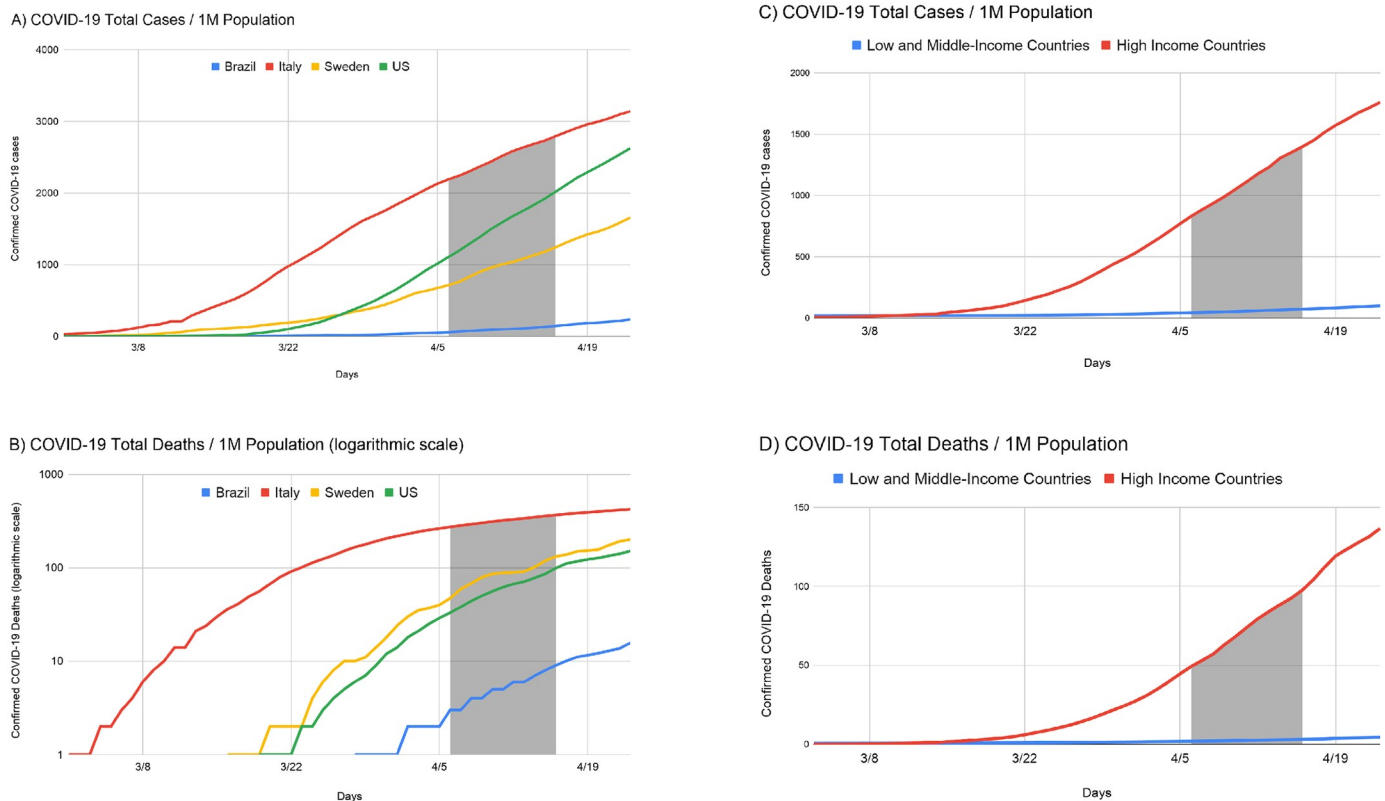 A) COVID-19 Total Cases / 1M Population
Brazil Italy Sweden US
Confirmed COVID-19 cases
4000
3000
2000
1000
0
3/8 3/22 4/5 4/19
Days
B) COVID-19 Total Deaths / 1M Population (logarithmic scale)
Brazil Italy Sweden US
Confirmed COVID-19 Deaths (logarithmic scale)
1000
100
10
1
3/8 3/22 4/5 4/19
Days
C) COVID-19 Total Cases / 1M Population
Low and Middle-Income Countries High Income Countries
Confirmed COVID-19 cases
2000
1500
1000
500
0
3/8 3/22 4/5 4/19
Days
D) COVID-19 Total Deaths / 1M Population
Low and Middle-Income Countries High Income Countries
Confirmed COVID-19 Deaths
150
100
50
0
3/8 3/22 4/5 4/19
Days